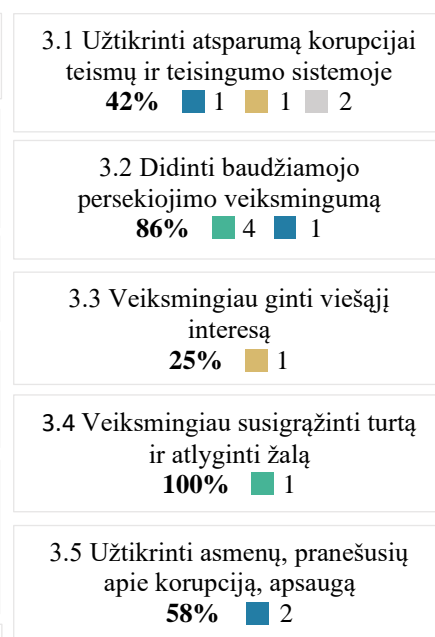 3.1 Užtikrinti atsparumą korupcijai
teismų ir teisingumo sistemoje
42% 1 1 2
3.2 Didinti baudžiamojo
persekiojimo veiksmingumą
86% 4 1
3.3 Veiksmingiau ginti viešąjį
interesą
25% 1
3.4 Veiksmingiau susigrąžinti turtą
ir atlyginti žalą
100% 1
3.5 Užtikrinti asmenų, pranešusių
apie korupciją, apsaugą
58% 2